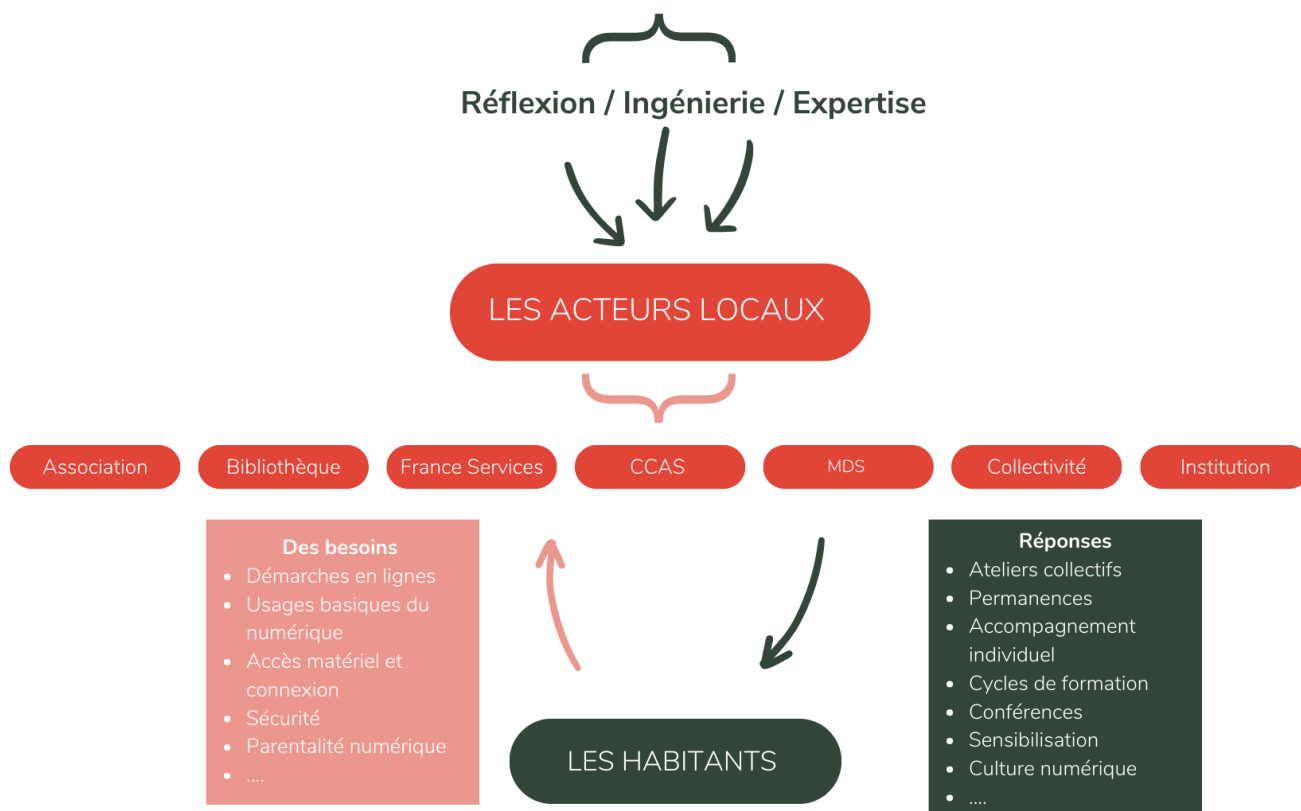 Réflexion / Ingénierie / Expertise
LES ACTEURS LOCAUX
Association
Bibliothèque
France Services
CCAS
MDS
Collectivité
Institution
Des besoins
• Démarches en lignes
• Usages basiques du
numérique
• Accès matériel et
connexion
• Sécurité
• Parentalité numérique
• ....
Réponses
• Ateliers collectifs
• Permanences
• Accompagnement
individuel
• Cycles de formation
• Conférences
• Sensibilisation
• Culture numérique
• ....
LES HABITANTS